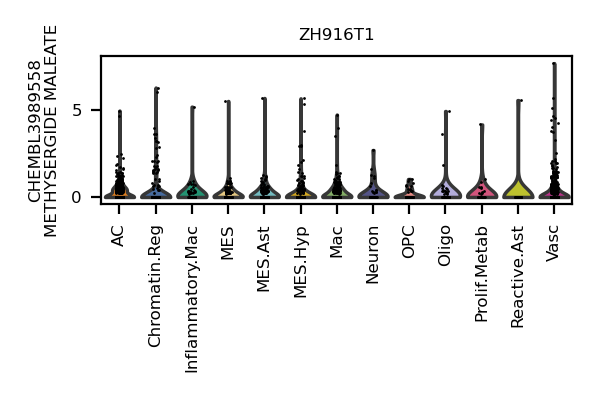 ZH916T1
CHEMBL3989558
METHYSERGIDE MALEATE
5
0
AC
Chromatin.Reg
Inflammatory.Mac
MES
MES.Ast
MES.Hyp
Mac
Neuron
OPC
Oligo
Prolif.Metab
Reactive.Ast
Vasc